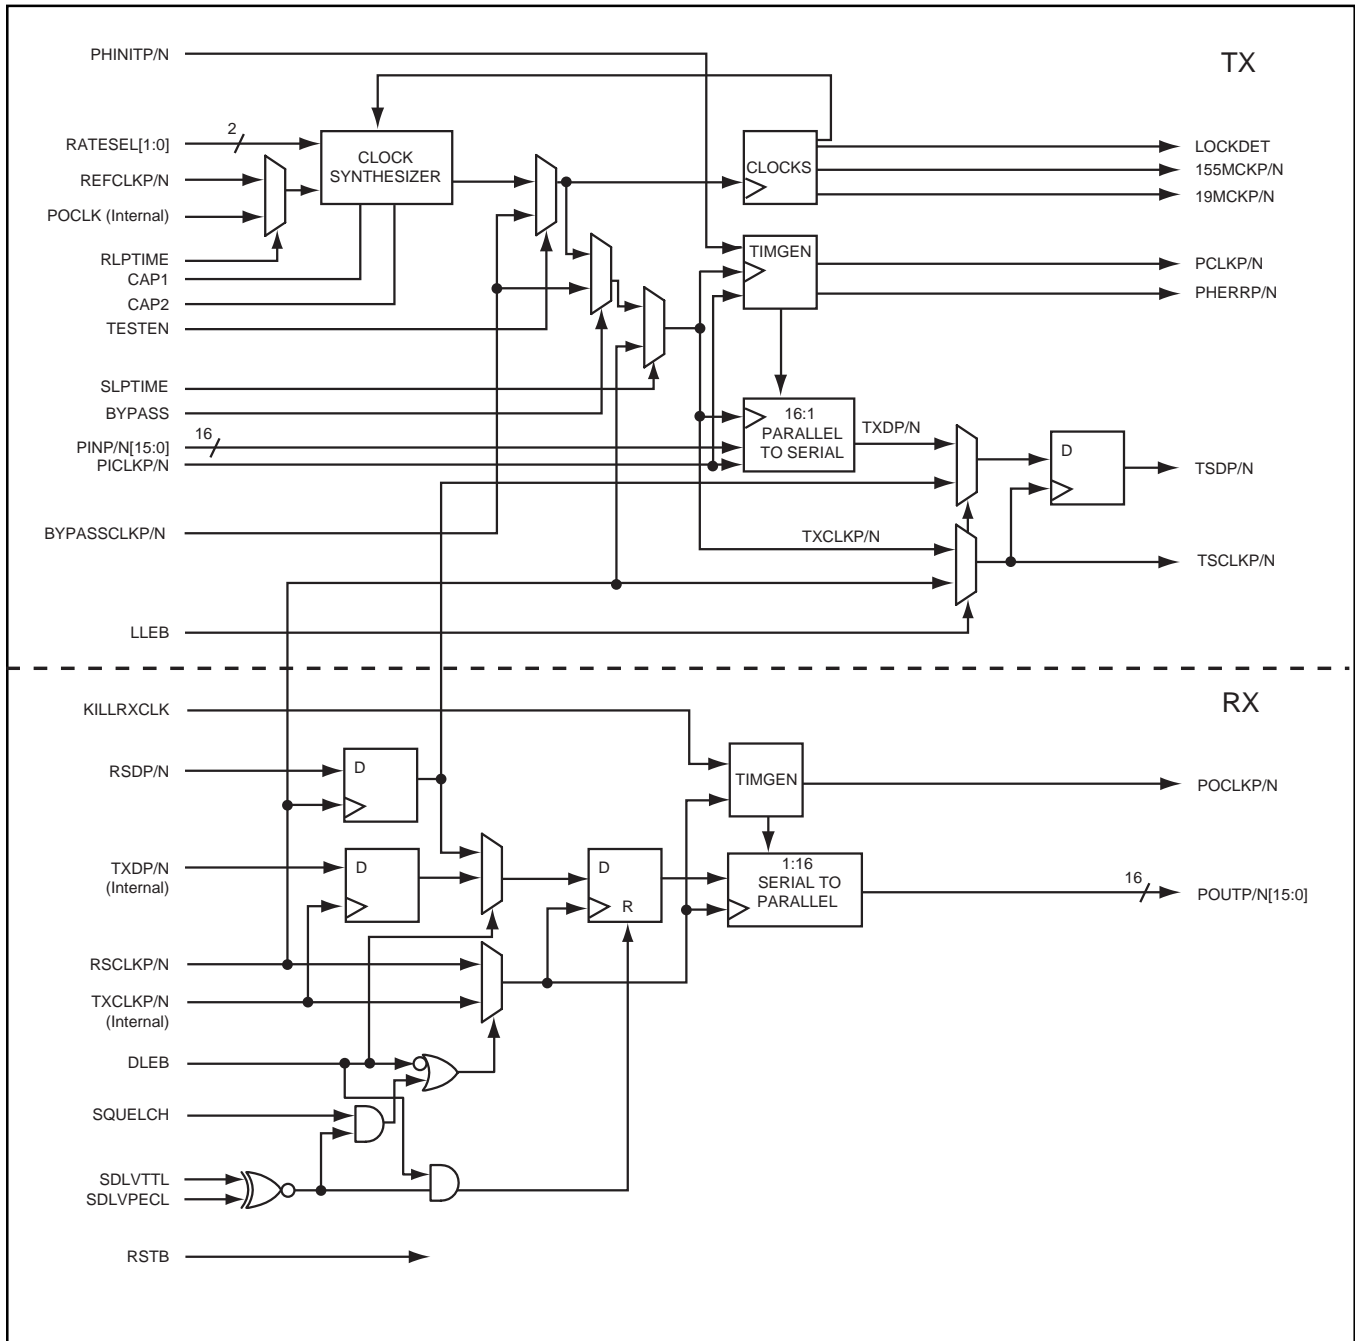 PHINITP/N
TX
RATESEL[1:0]
2
CLOCK
SYNTHESIZER
CLOCKS
LOCKDET
REFCLKP/N
155MCKP/N
POCLK (Internal)
19MCKP/N
RLPTIME
TIMGEN
PCLKP/N
CAP1
PHERRP/N
CAP2
TESTEN
SLPTIME
BYPASS
16:1
PARALLEL
TO SERIAL
TXDP/N
PINP/N[15:0]
16
PICLKP/N
D
TSDP/N
BYPASSCLKP/N
TXCLKP/N
TSCLKP/N
LLEB
KILLRXCLK
RX
RSDP/N
D
TIMGEN
POCLKP/N
TXDP/N
(Internal)
D
D
R
1:16
SERIAL TO
PARALLEL
16
POUTP/N[15:0]
RSCLKP/N
TXCLKP/N
(Internal)
DLEB
SQUELCH
SDLVTTL
SDLVPECL
RSTB